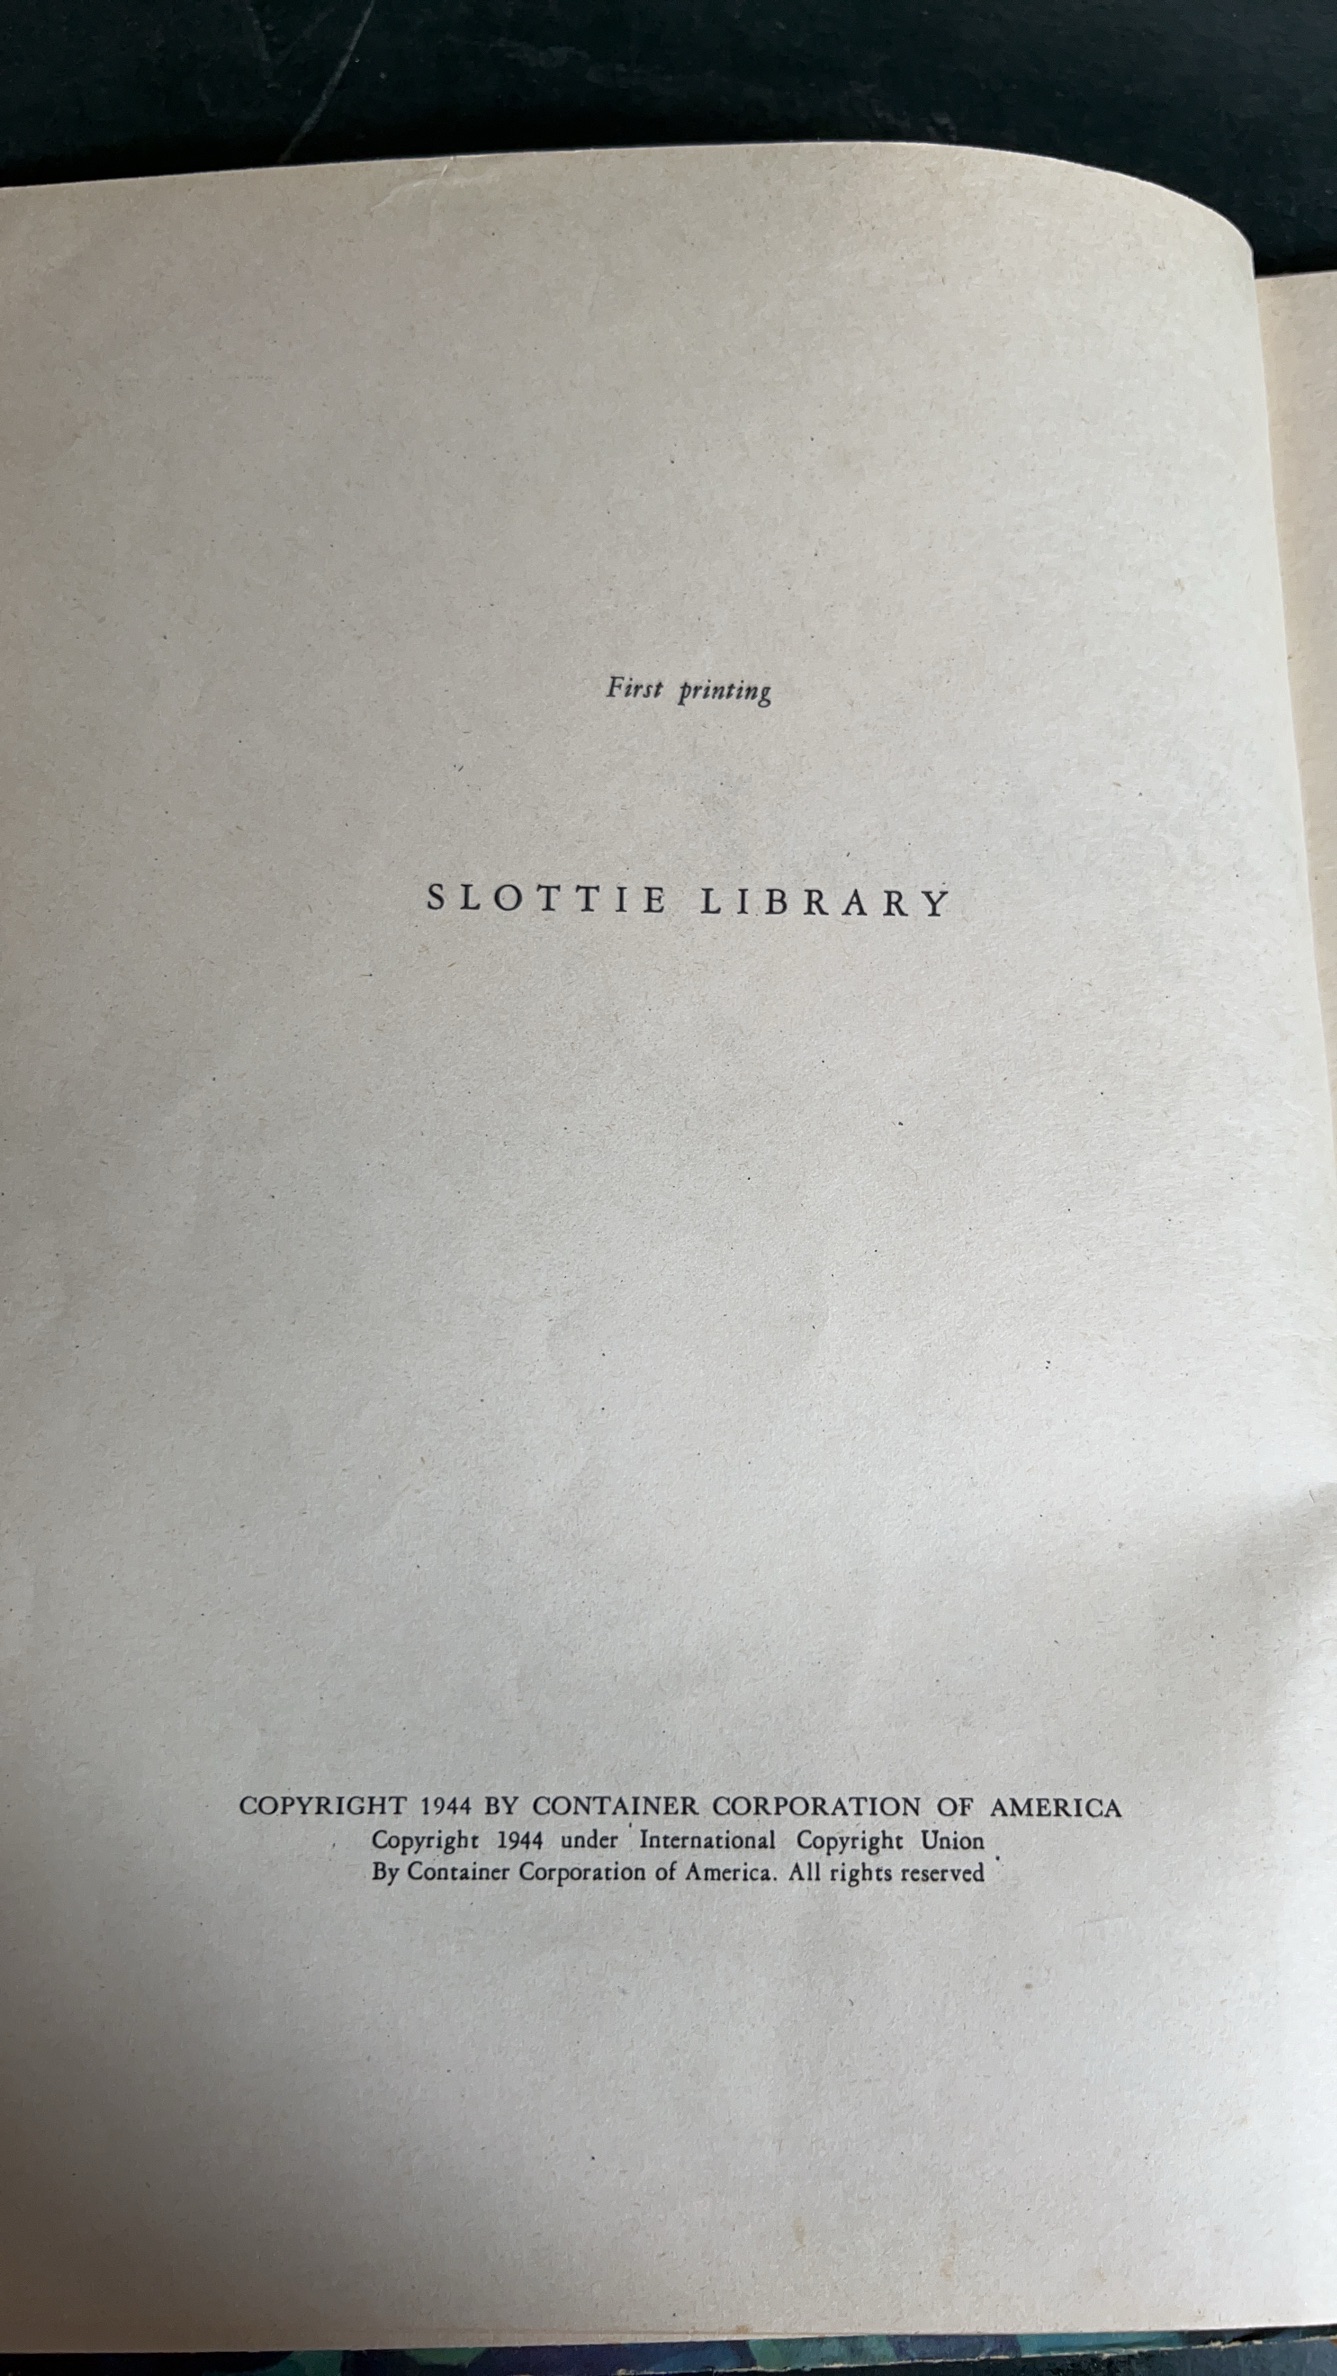 First printing
SLOTTIE LIBRARY
COPYRIGHT 1944 BY CONTAINER CORPORATION OF AMERICA
Copyright 1944 under International Copyright Union
By Container Corporation of America. All rights reserved